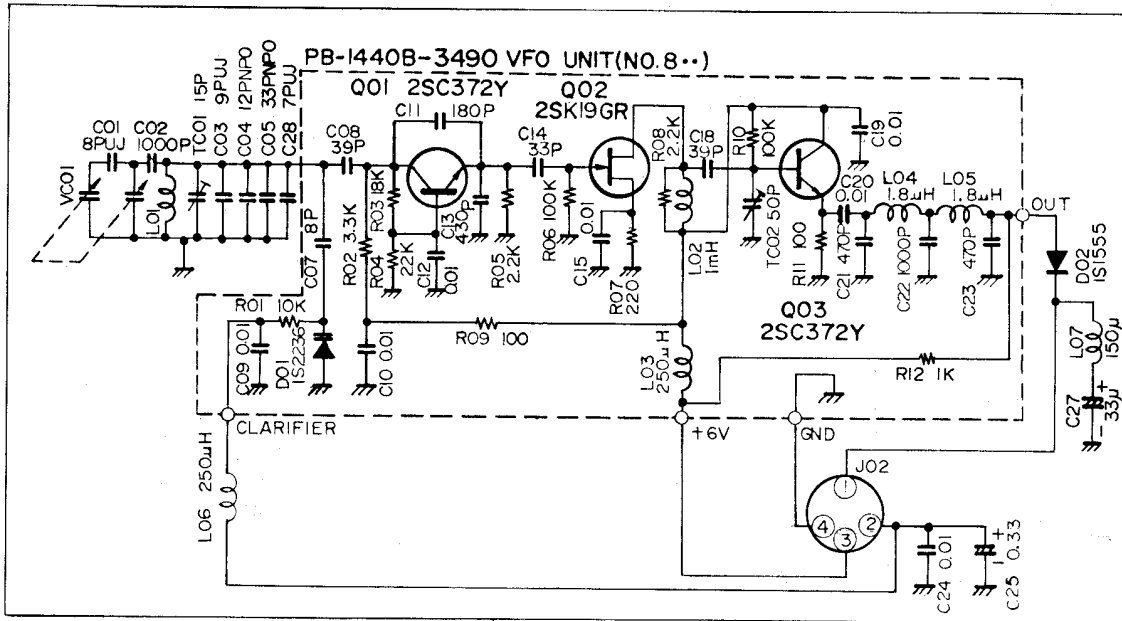 PB-1440B-3490 VFO UNIT(NO.8••)
Q01 2SC372Y
Q02
2SK19GR
C11
180P
C01
8PUJ
C02
1000P
TC01 15P
C03 9PUJ
C04 12PNPO
C05 33PNPO
C28 7PUJ
C08
39P
C14
33P
R08
2.2K
C18
39P
R10
100K
C19
0.01
VC01
L01
8P
C07
R02 3.3K
R03 18K
R04
22K
C12
0.01
C13
430P
R05
2.2K
R06 100K
C15
0.01
R07
220
L02
1mH
TC02 50P
R11 100
C20
0.01
L04
1.8μH
L05
1.8μH
C21 470P
C22 1000P
C23 470P
OUT
D02
1S1555
Q03
2SC372Y
R01 10K
C09 0.01
D01
1S2236
C10 0.01
R09 100
L03
250μH
R12 1K
L07
150μ
C27
+
33μ
-
CLARIFIER
+6V
GND
L06 250μH
J02
1
4
3
2
C24 0.01
+
-
C25 0.33